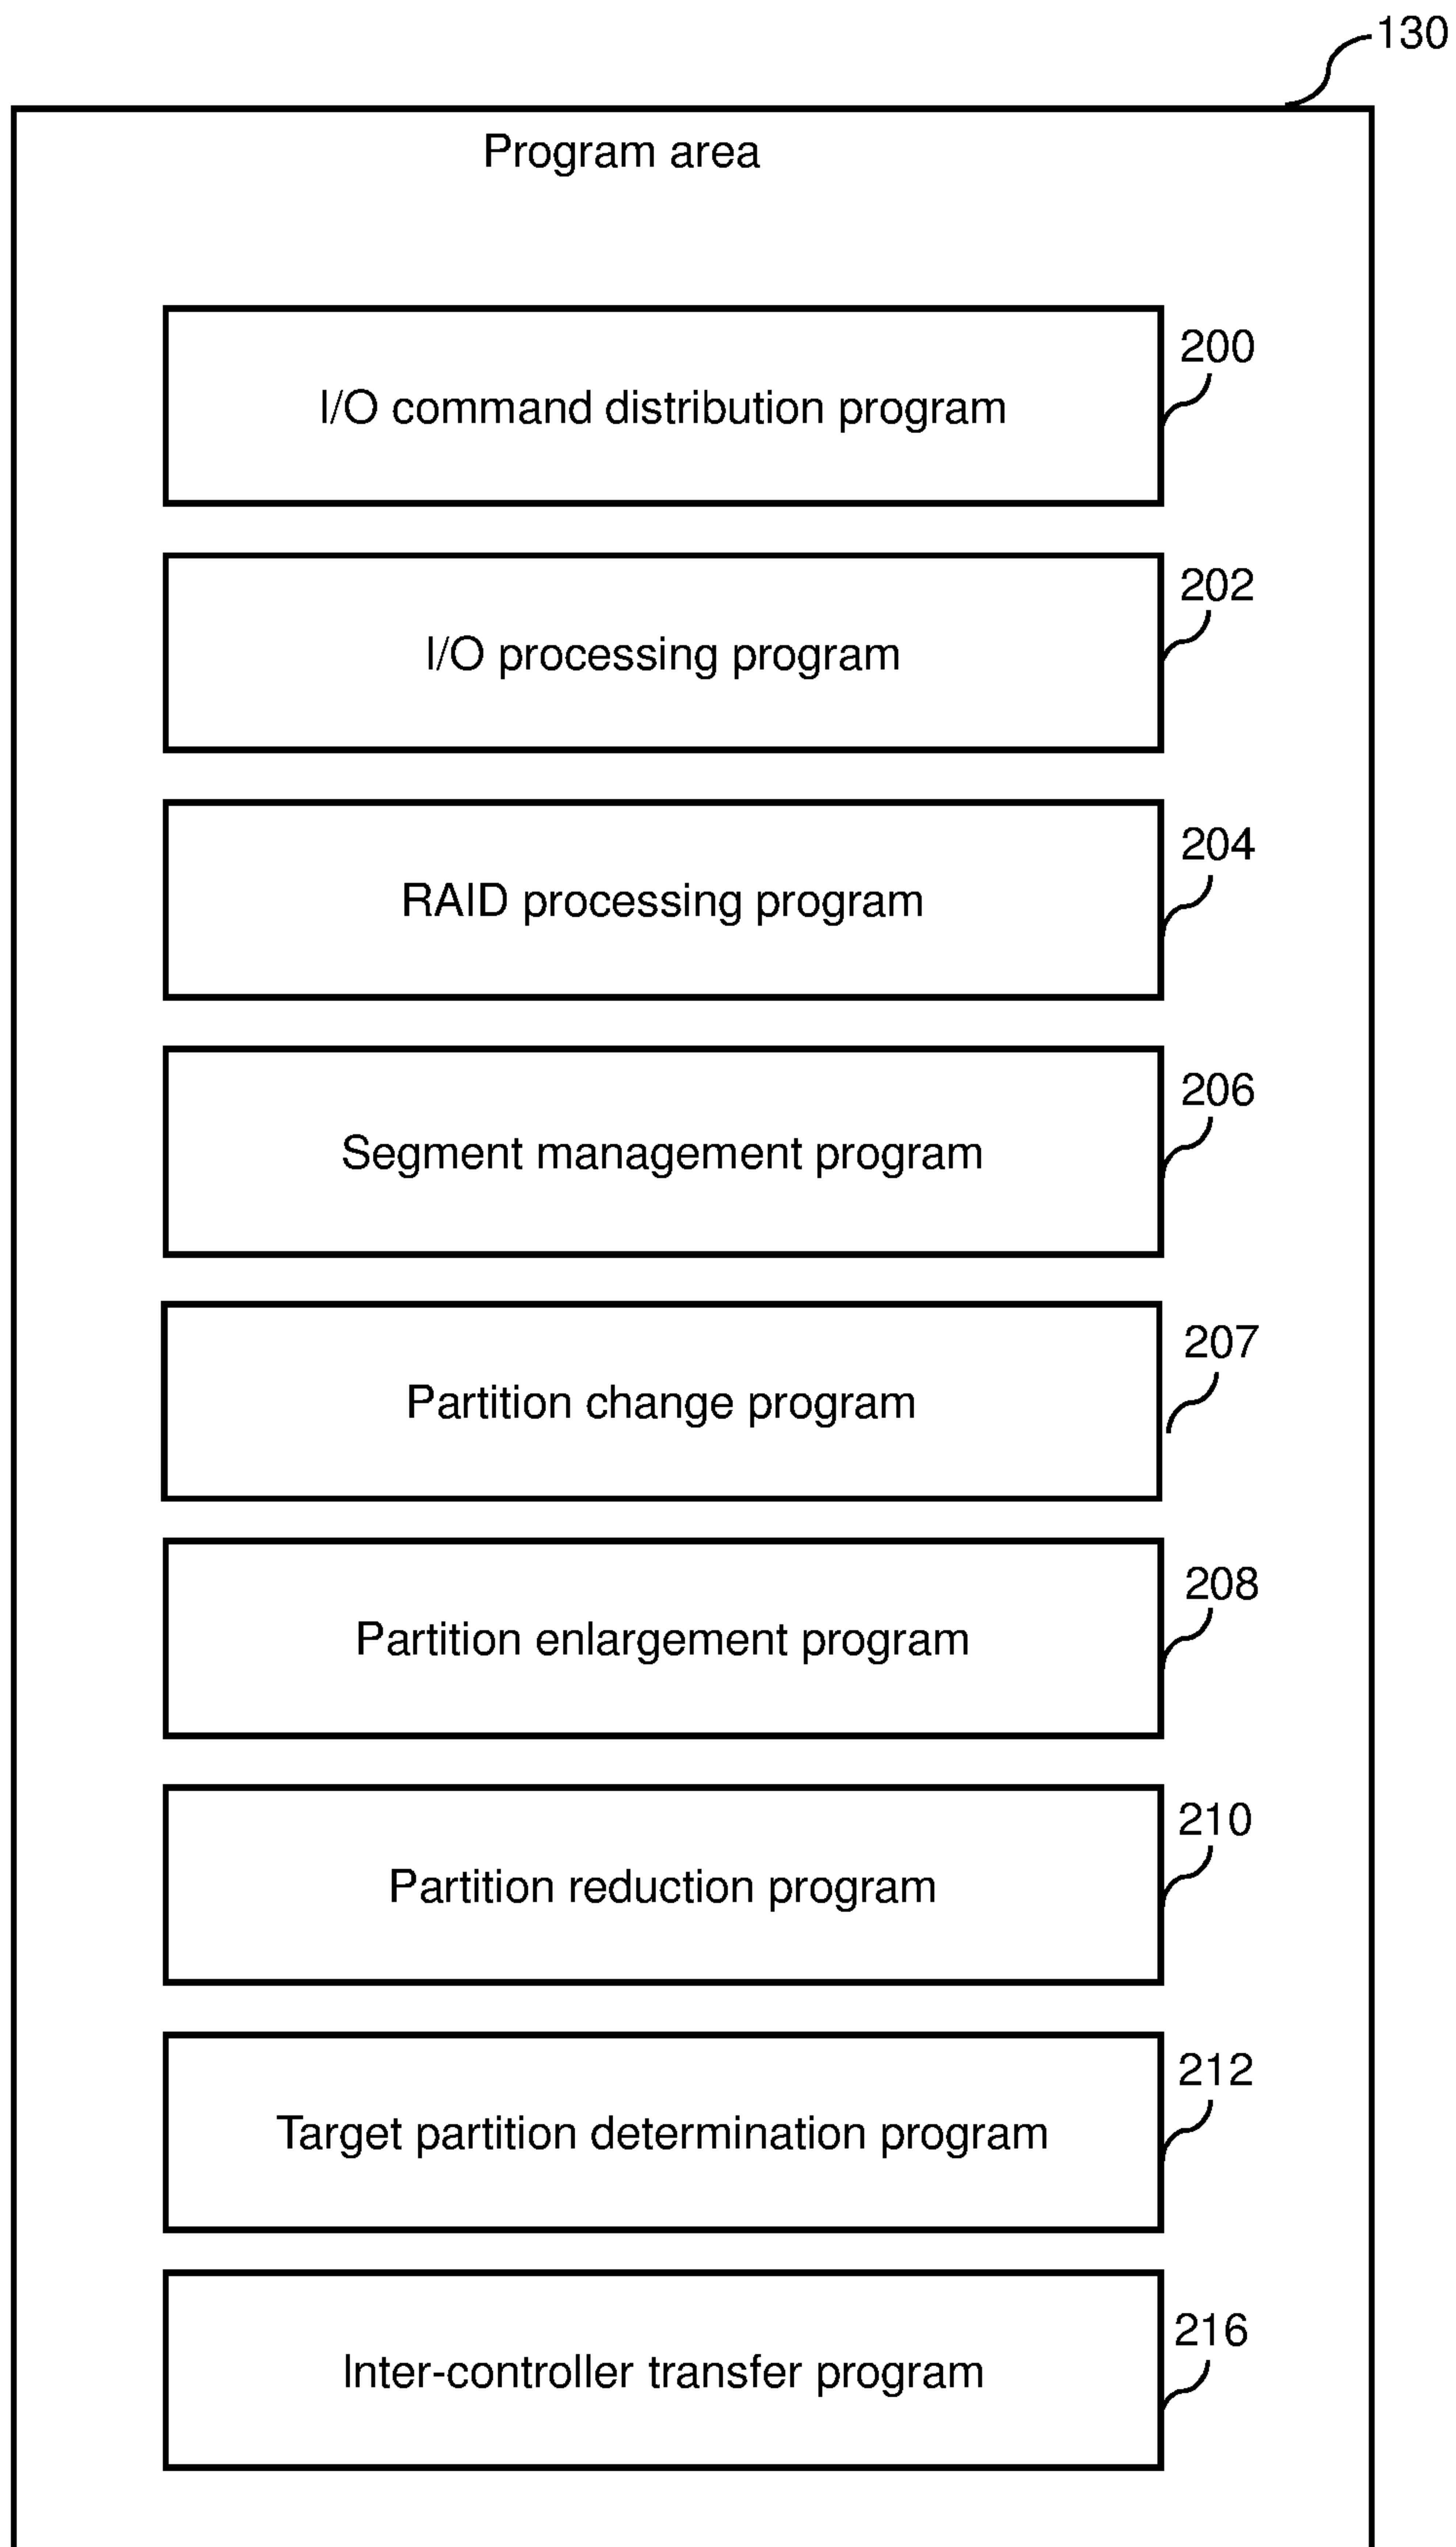 130
Program area
I/O command distribution program
200
I/O processing program
202
RAID processing program
204
Segment management program
206
Partition change program
207
Partition enlargement program
208
Partition reduction program
210
Target partition determination program
212
Inter-controller transfer program
216